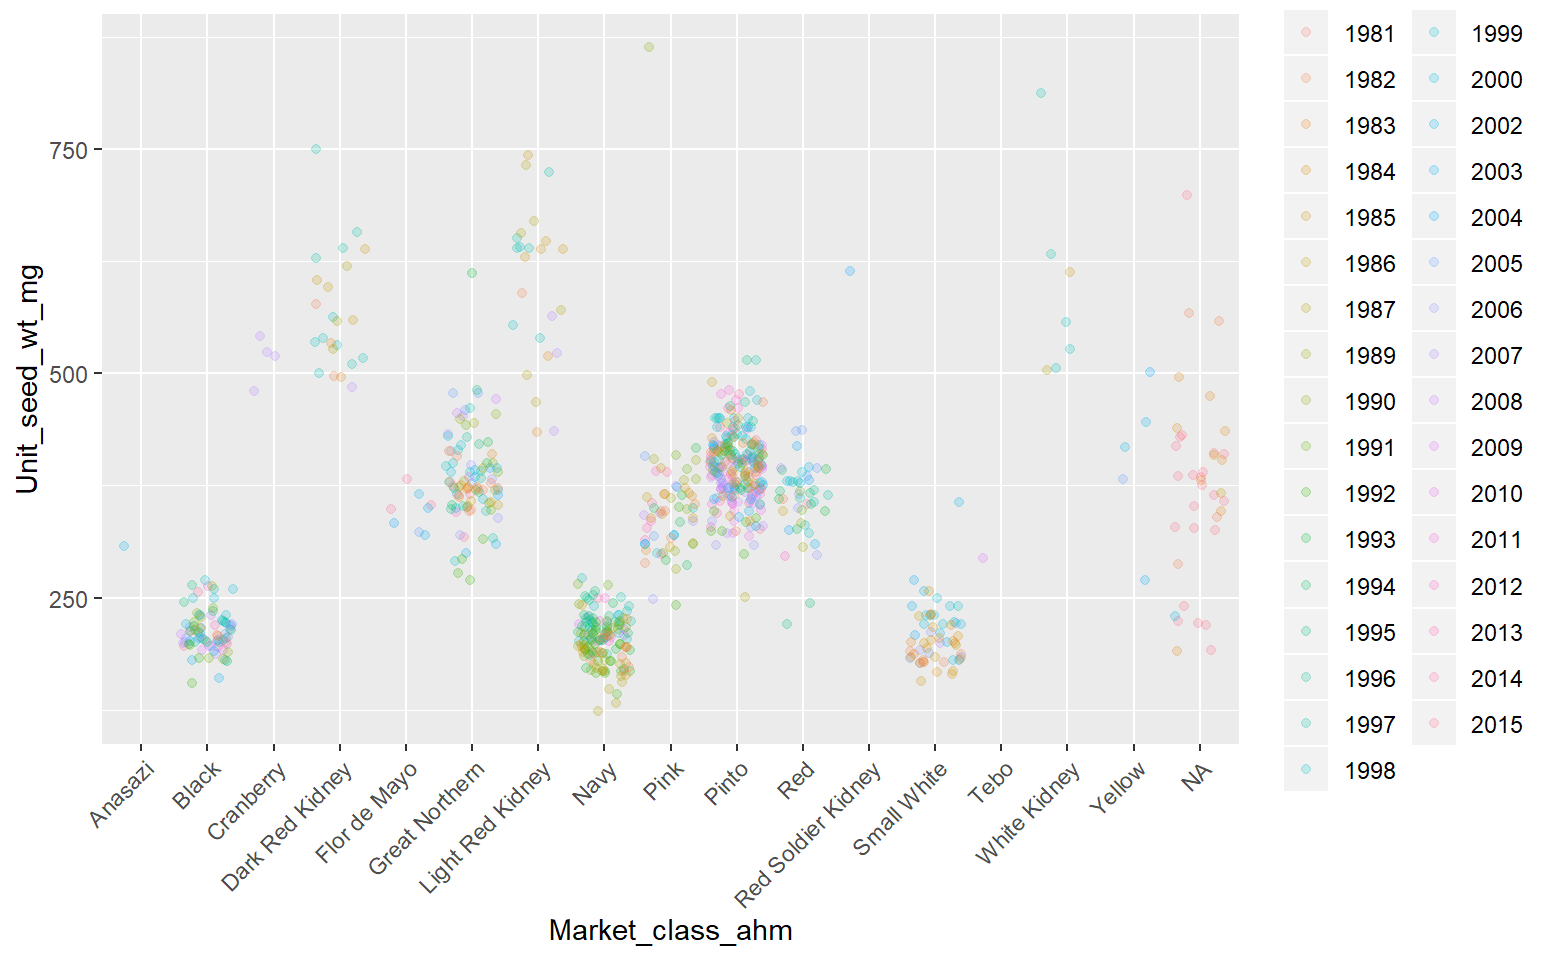 750
500
250
Unit_seed_wt_mg
Anasazi
Black
Cranberry
Dark Red Kidney
Flor de Mayo
Great Northern
Light Red Kidney
Navy
Pink
Pinto
Red
Red Soldier Kidney
Small White
Tebo
White Kidney
Yellow
NA
Market_class_ahm
1981
1982
1983
1984
1985
1986
1987
1989
1990
1991
1992
1993
1994
1995
1996
1997
1998
1999
2000
2002
2003
2004
2005
2006
2007
2008
2009
2010
2011
2012
2013
2014
2015